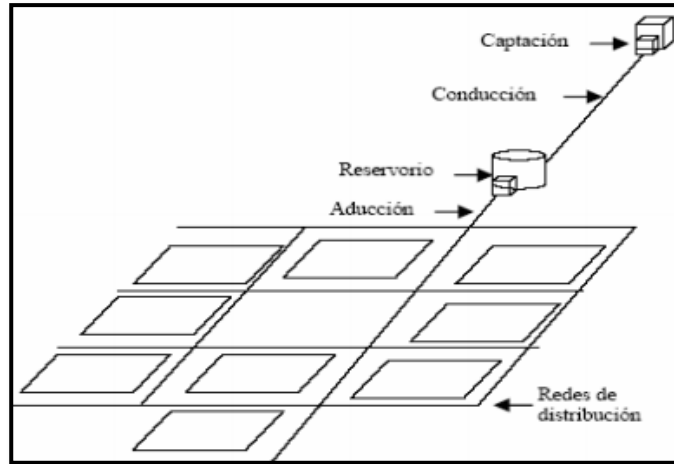 Captación
Conducción
Reservorio
Aducción
Redes de
distribución